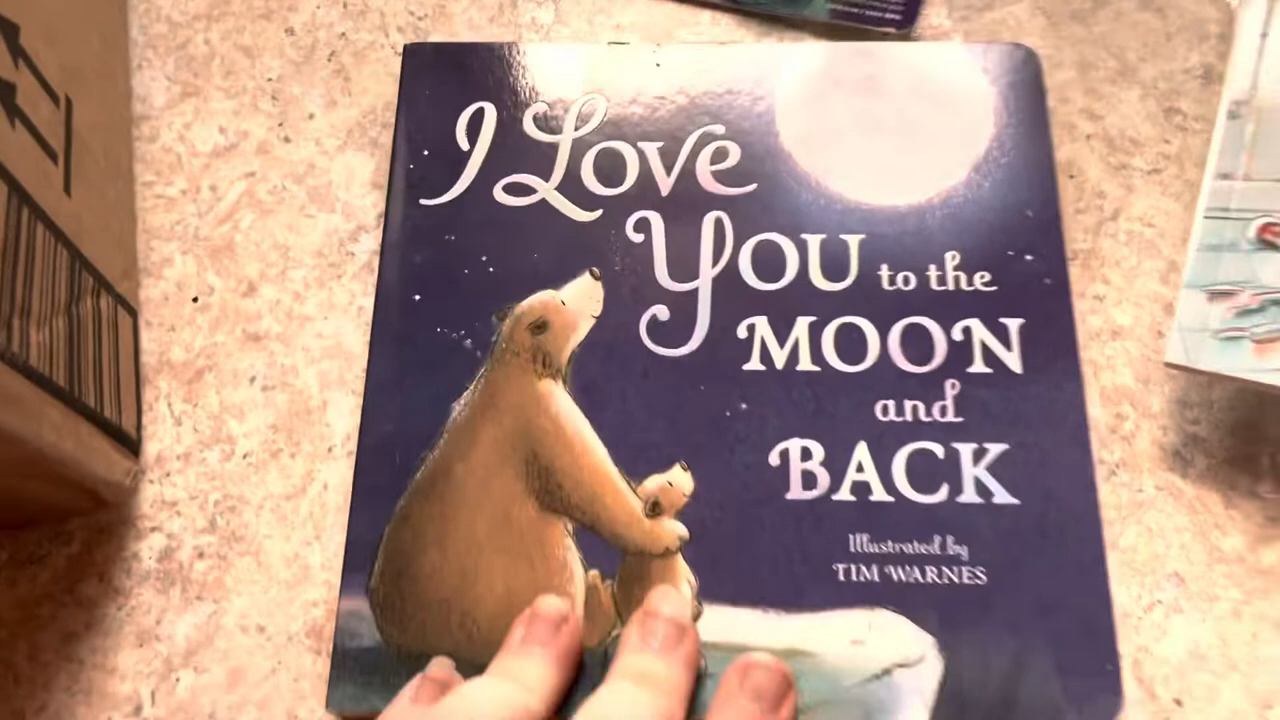 I Love
You to the
MOON
and
BACK
Illustrated by
TIM WARNES